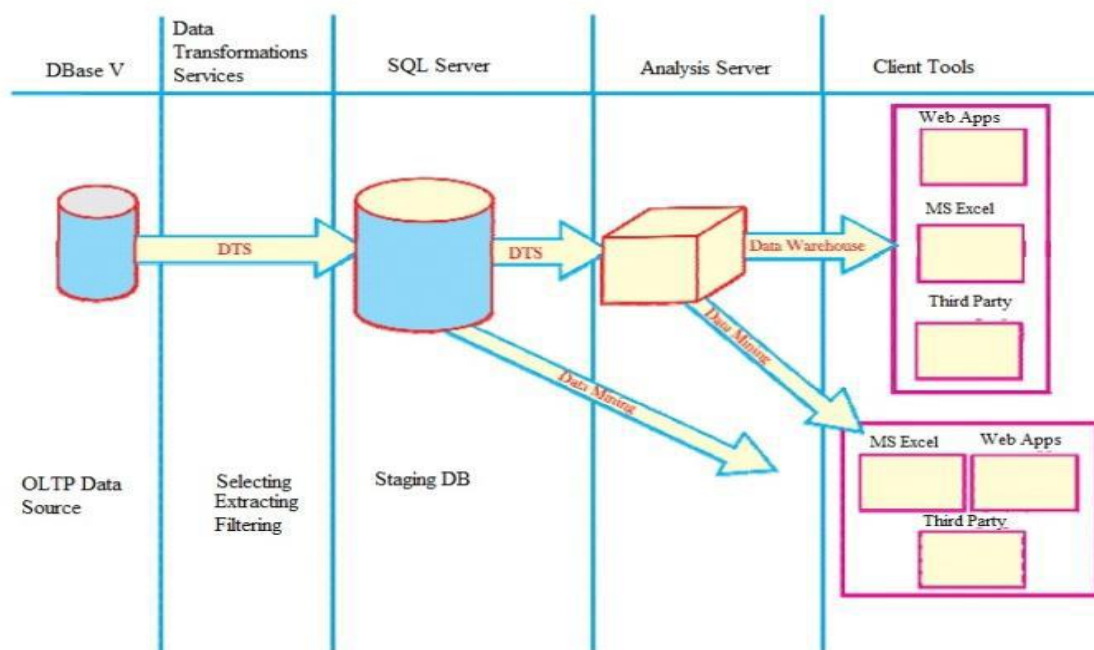 DBase V
Data
Transformations
Services
SQL Server
Analysis Server
Client Tools
Web Apps
MS Excel
Third Party
DTS
DTS
Data Warehouse
Data Mining
Data Mining
MS Excel
Web Apps
Third Party
OLTP Data
Source
Selecting
Extracting
Filtering
Staging DB